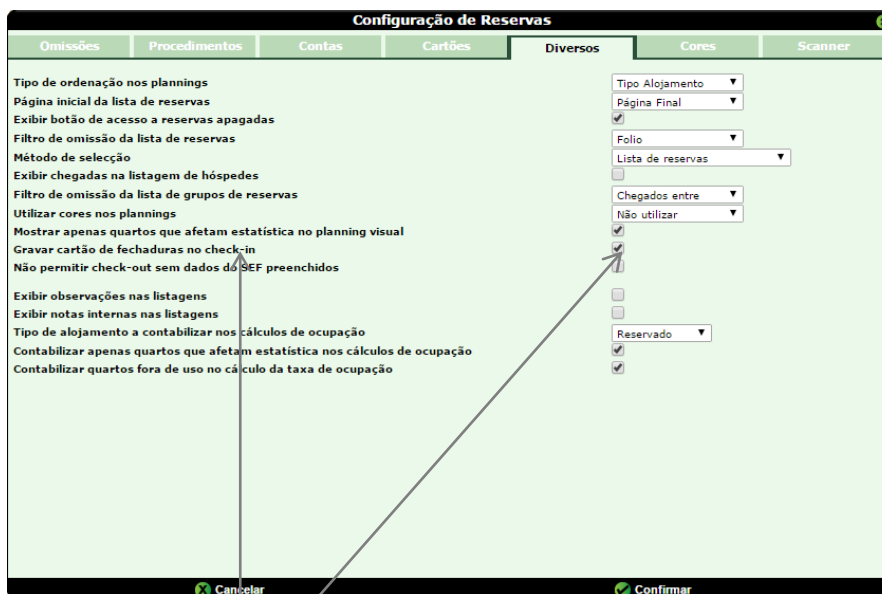 Configuração de Reservas
Omissões Procedimentos Contas Cartões Diversos Cores Scanner
Tipo de ordenação nos plannings Tipo Alojamento
Página inicial da lista de reservas Página Final
Exibir botão de acesso a reservas apagadas
Filtro de omissão da lista de reservas Folio
Método de selecção Lista de reservas
Exibir chegadas na listagem de hóspedes
Filtro de omissão da lista de grupos de reservas Chegados entre
Utilizar cores nos plannings Não utilizar
Mostrar apenas quartos que afetam estatística no planning visual
Gravar cartão de fechaduras no check-in
Não permitir check-out sem dados do SEF preenchidos
Exibir observações nas listagens
Exibir notas internas nas listagens
Tipo de alojamento a contabilizar nos cálculos de ocupação Reservado
Contabilizar apenas quartos que afetam estatística nos cálculos de ocupação
Contabilizar quartos fora de uso no cálculo da taxa de ocupação
Cancelar Confirmar